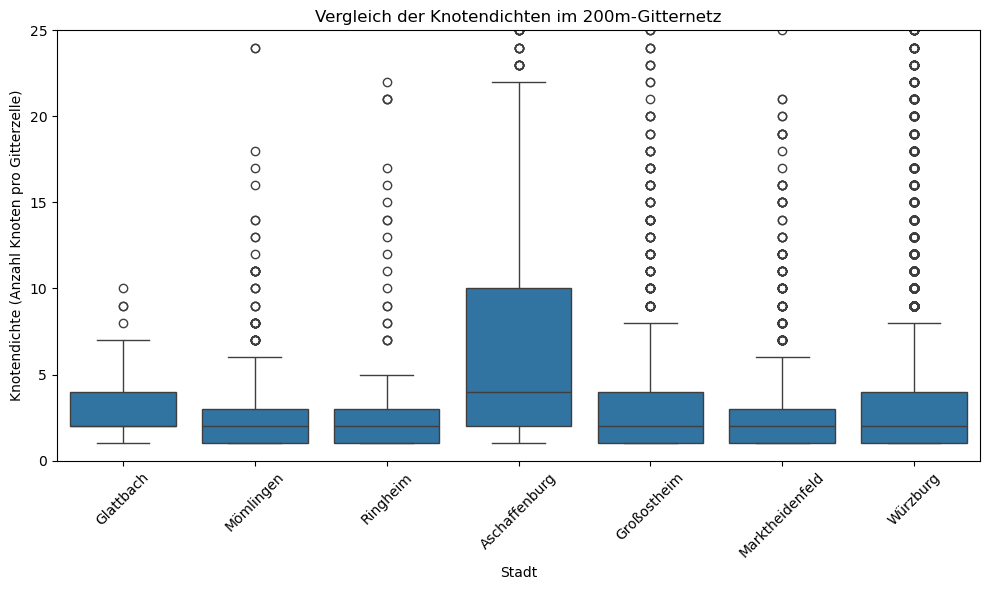 Vergleich der Knotendichten im 200m-Gitternetz
Knotendichte (Anzahl Knoten pro Gitterzelle)
25
20
15
10
5
0
Glattbach
Mömlingen
Ringheim
Aschaffenburg
Großostheim
Marktheidenfeld
Würzburg
Stadt